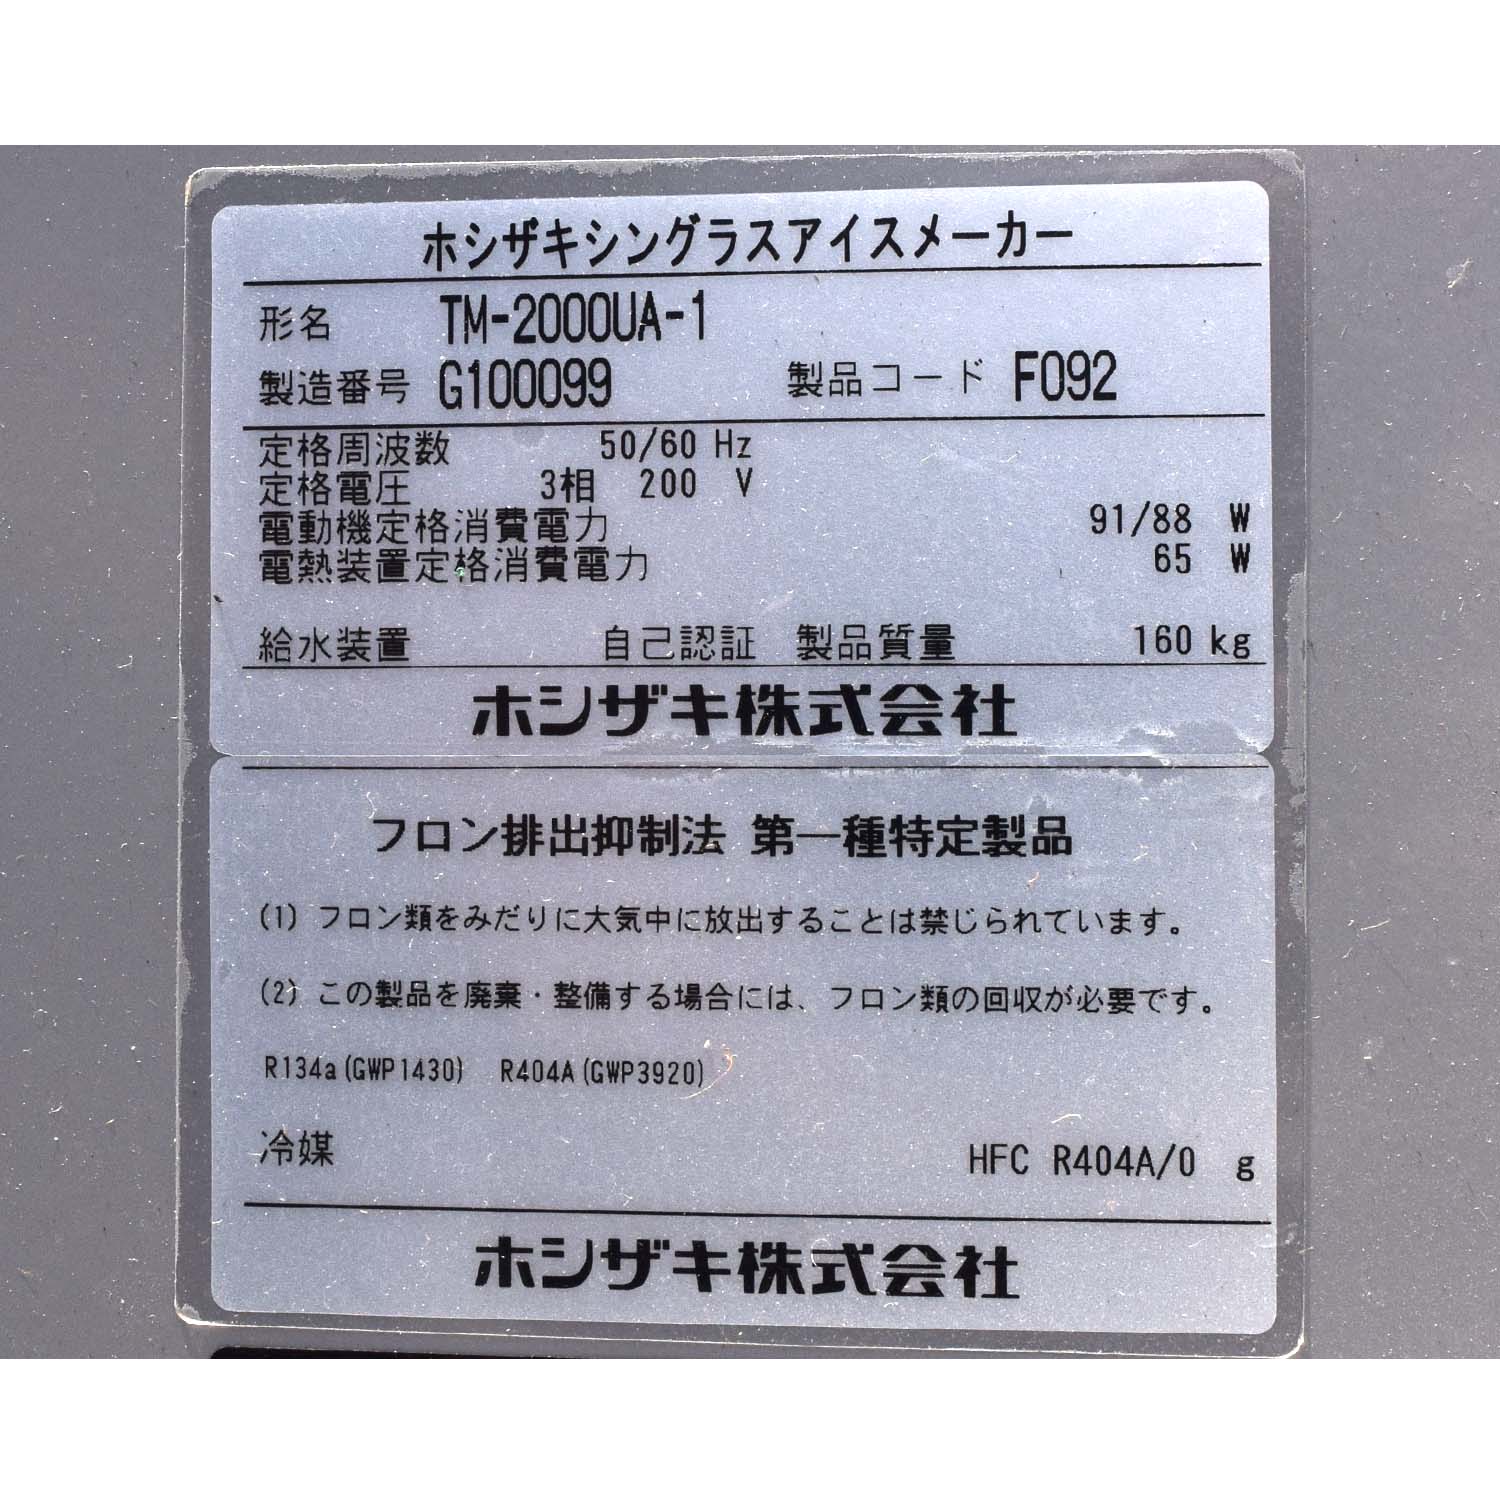 ホシザキシングラスアイスメーカー
形名 TM-2000UA-1
製造番号 G100099 製品コード F092
定格周波数 50/60 Hz
定格電圧 3相 200 V
電動機定格消費電力 91/88 W
電熱装置定格消費電力 65 W
給水装置 自己認証 製品質量 160 kg
ホシザキ株式会社
フロン排出抑制法 第一種特定製品
(1) フロン類をみだりに大気中に放出することは禁じられています。
(2) この製品を廃棄・整備する場合には、フロン類の回収が必要です。
R134a(GWP1430) R404A(GWP3920)
冷媒 HFC R404A/0 g
ホシザキ株式会社